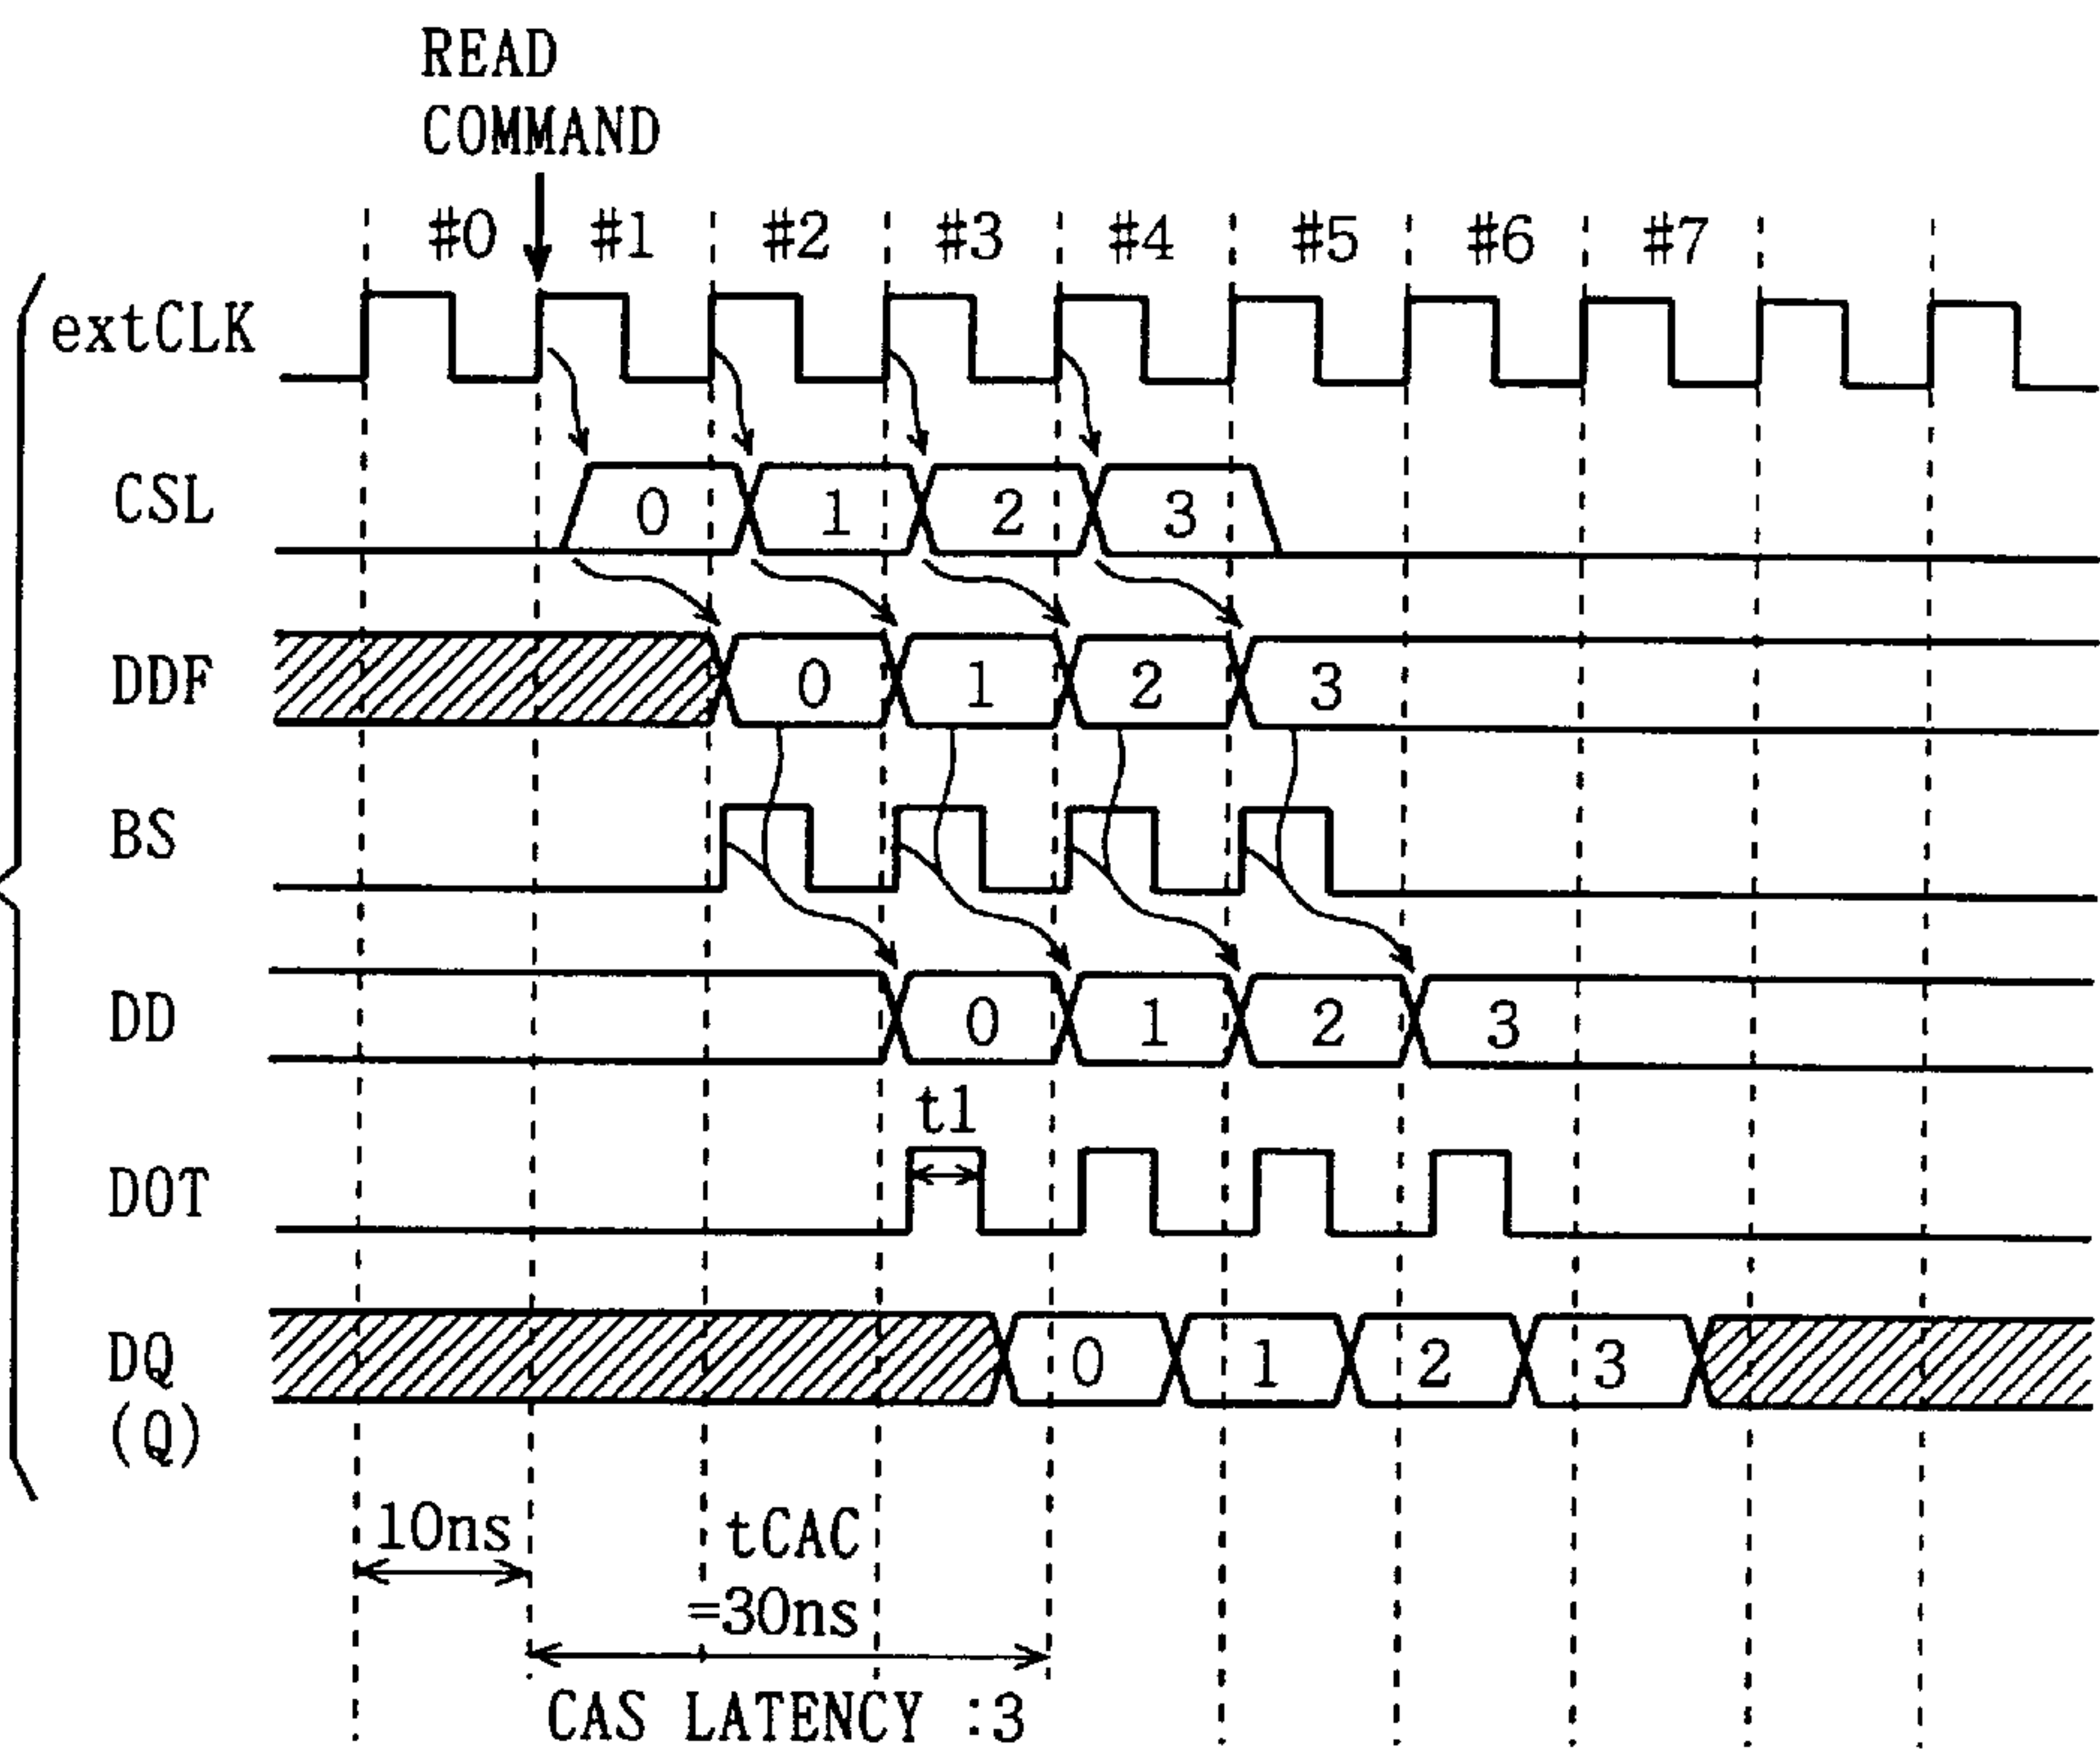 READ
COMMAND
#0 #1 #2 #3 #4 #5 #6 #7
extCLK
CSL 0 1 2 3
DDF 0 1 2 3
BS
DD 0 1 2 3
t1
DOT
DQ 0 1 2 3
(Q)
10ns tCAC
=30ns
CAS LATENCY :3